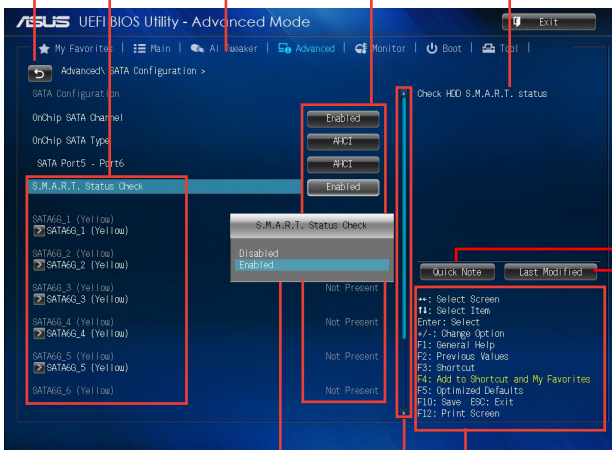 ASUS UEFI BIOS Utility - Advanced Mode
Exit
My Favorites | Main | Ai Tweaker | Advanced | Monitor | Boot | Tool |
Advanced\ SATA Configuration >
SATA Configuration
Check HDD S.M.A.R.T. status
OnChip SATA Channel
Enabled
OnChip SATA Type
AHCI
SATA Port5 - Port6
AHCI
S.M.A.R.T. Status Check
Enabled
SATA6G_1 (Yellow)
SATA6G_1 (Yellow)
S.M.A.R.T. Status Check
Disabled
Enabled
SATA6G_2 (Yellow)
SATA6G_2 (Yellow)
SATA6G_3 (Yellow)
Not Present
SATA6G_3 (Yellow)
SATA6G_4 (Yellow)
Not Present
SATA6G_4 (Yellow)
SATA6G_5 (Yellow)
Not Present
SATA6G_5 (Yellow)
SATA6G_6 (Yellow)
Not Present
Quick Note
Last Modified
→←: Select Screen
↑↓: Select Item
Enter: Select
+/-: Change Option
F1: General Help
F2: Previous Values
F3: Shortcut
F4: Add to Shortcut and My Favorites
F5: Optimized Defaults
F10: Save ESC: Exit
F12: Print Screen